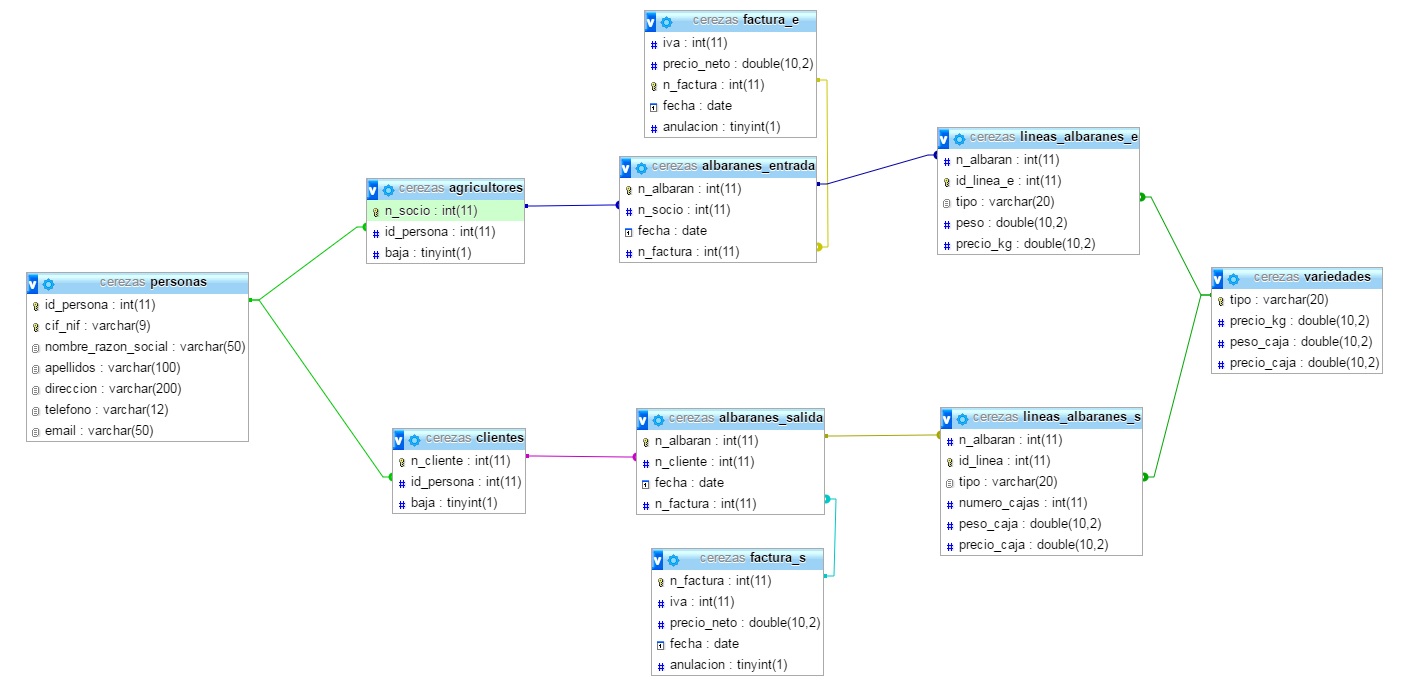 cerezas factura_e
iva : int(11)
precio_neto : double(10,2)
n_factura : int(11)
fecha : date
anulacion : tinyint(1)
cerezas albaranes_entrada
n_albaran : int(11)
n_socio : int(11)
fecha : date
n_factura : int(11)
cerezas lineas_albaranes_e
n_albaran : int(11)
id_linea_e : int(11)
tipo : varchar(20)
peso : double(10,2)
precio_kg : double(10,2)
cerezas agricultores
n_socio : int(11)
id_persona : int(11)
baja : tinyint(1)
cerezas personas
id_persona : int(11)
cif_nif : varchar(9)
nombre_razon_social : varchar(50)
apellidos : varchar(100)
direccion : varchar(200)
telefono : varchar(12)
email : varchar(50)
cerezas variedades
tipo : varchar(20)
precio_kg : double(10,2)
peso_caja : double(10,2)
precio_caja : double(10,2)
cerezas clientes
n_cliente : int(11)
id_persona : int(11)
baja : tinyint(1)
cerezas albaranes_salida
n_albaran : int(11)
n_cliente : int(11)
fecha : date
n_factura : int(11)
cerezas lineas_albaranes_s
n_albaran : int(11)
id_linea : int(11)
tipo : varchar(20)
numero_cajas : int(11)
peso_caja : double(10,2)
precio_caja : double(10,2)
cerezas factura_s
n_factura : int(11)
iva : int(11)
precio_neto : double(10,2)
fecha : date
anulacion : tinyint(1)